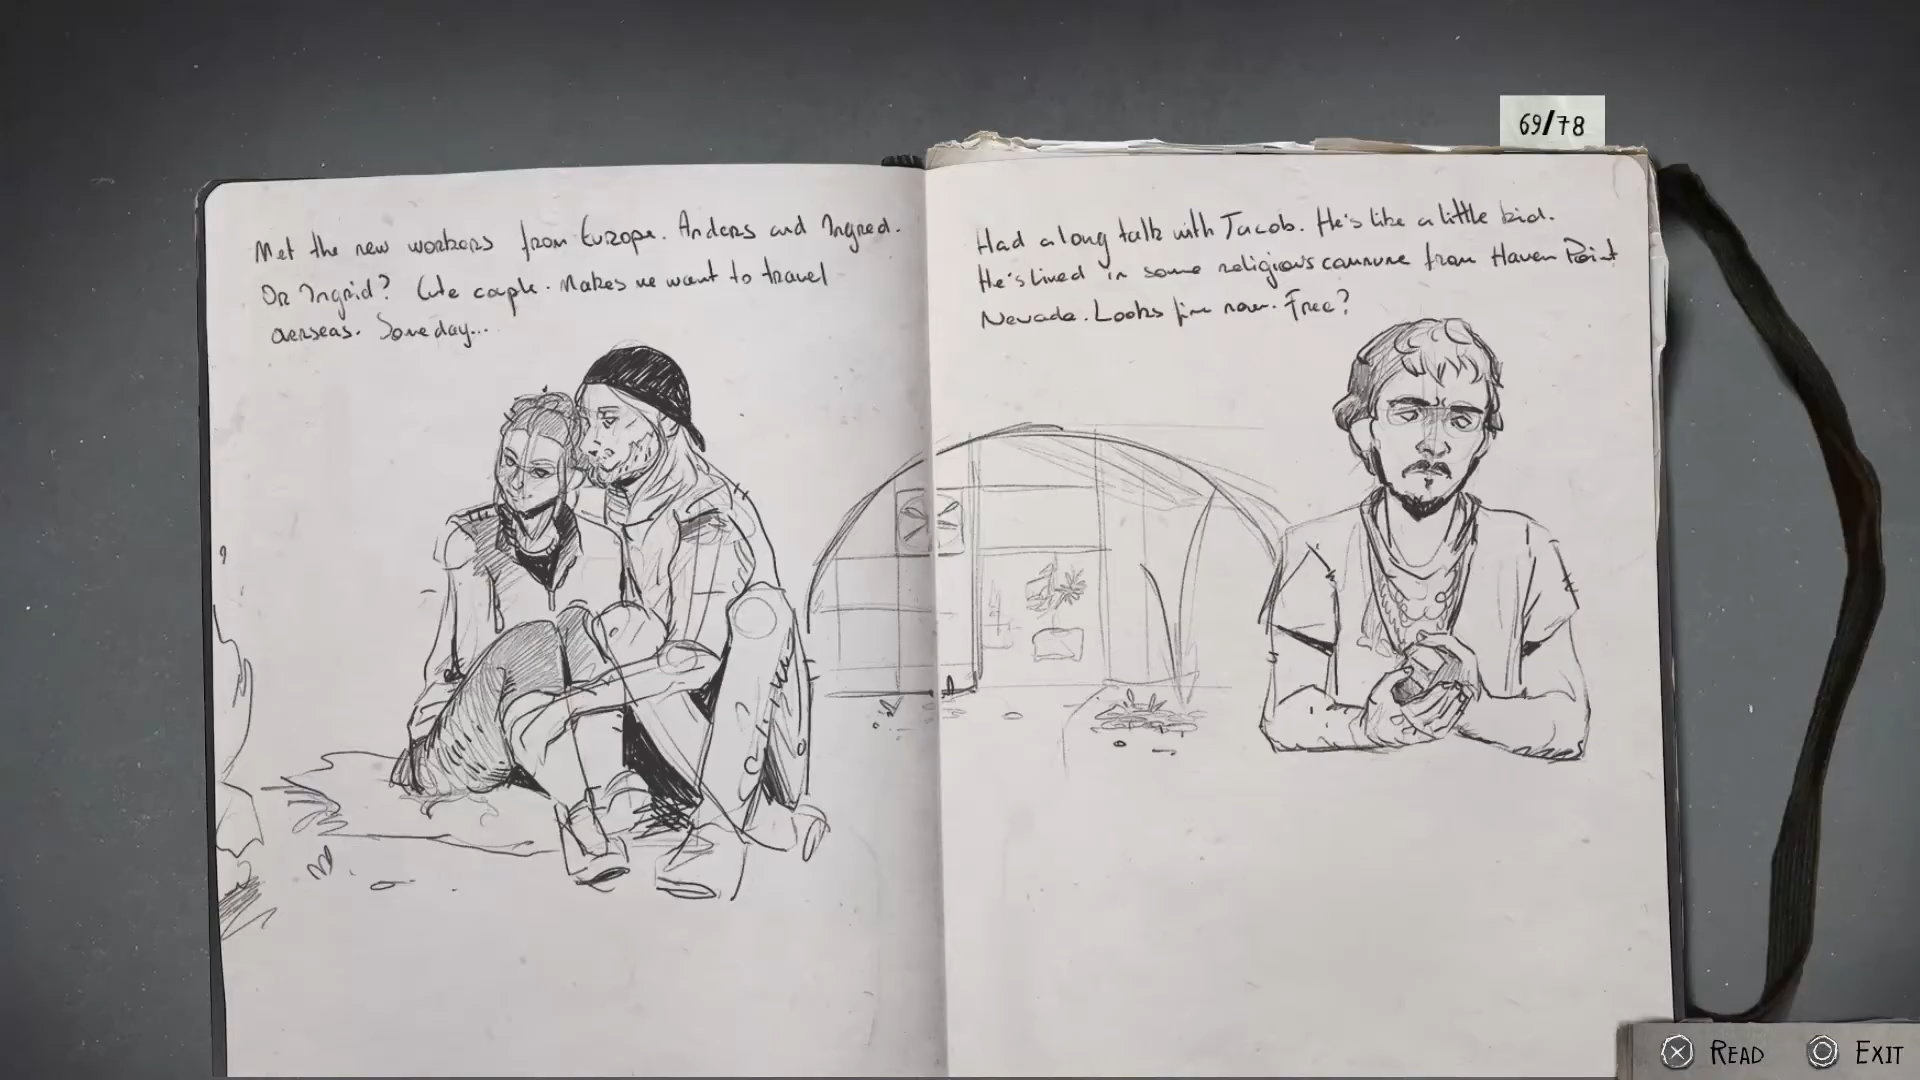 Met the new workers from Europe. Anders and Ingred.
Or Ingrid? Cute couple. Makes me want to travel
overseas. Someday...
69/78
Had a long talk with Jacob. He's like a little kid.
He's lived in some religious commune from Haven Point
Nevada. Looks fine now. Free?
READ
EXIT